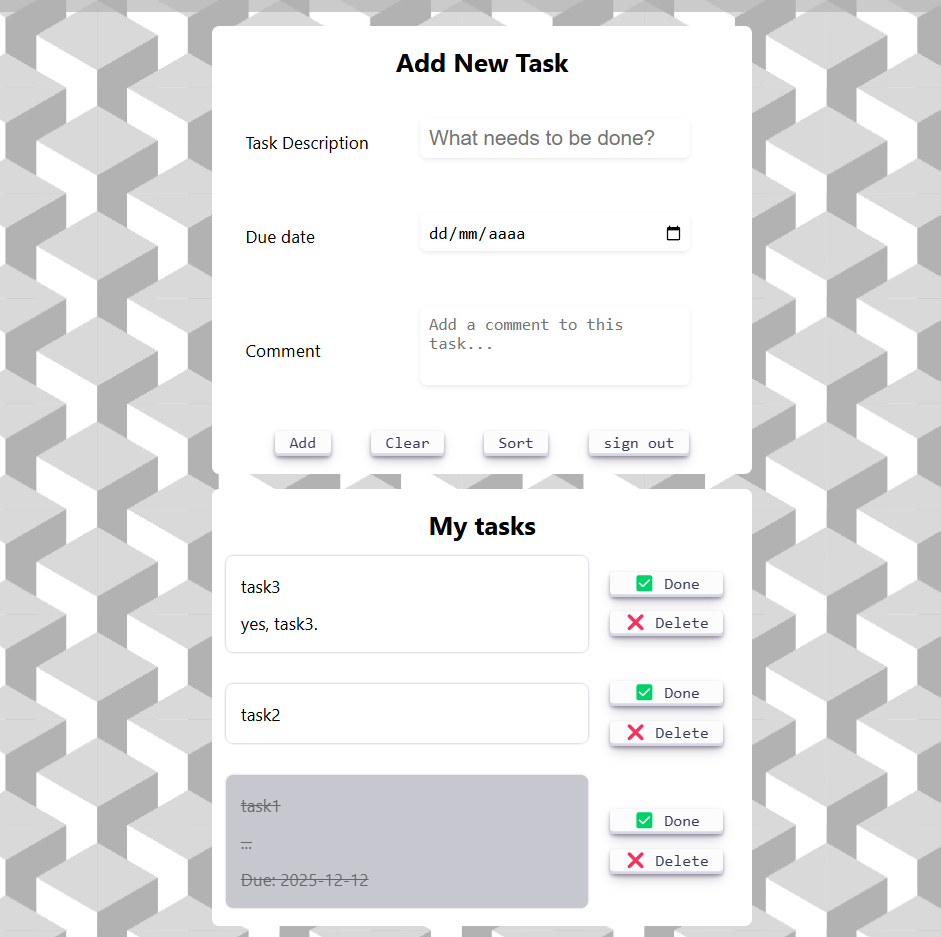 Add New Task
Task Description
What needs to be done?
Due date
dd/mm/aaaa
Comment
Add a comment to this
task...
Add Clear Sort sign out
My tasks
task3
yes, task3.
✅ Done
❌ Delete
task2
✅ Done
❌ Delete
task1
...
Due: 2025-12-12
✅ Done
❌ Delete